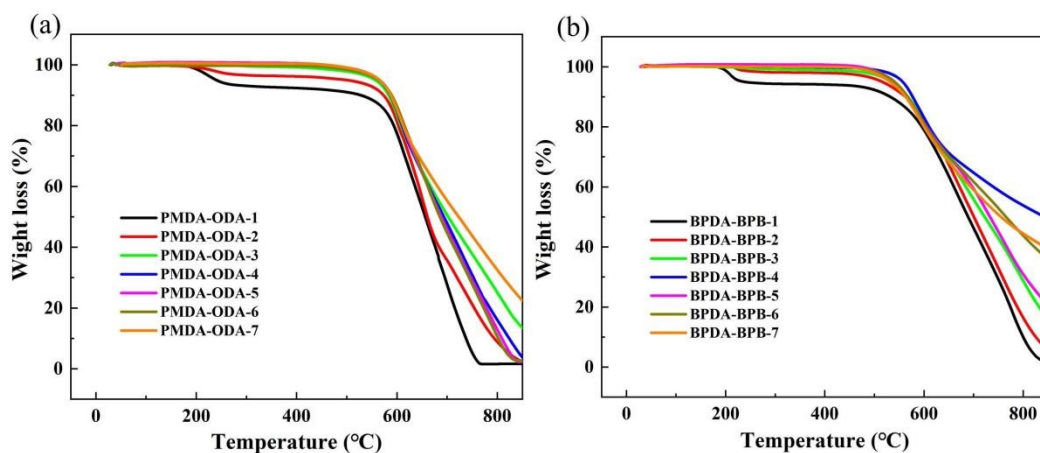 (a)
100
80
60
40
20
0
Wight loss (%)
PMDA-ODA-1
PMDA-ODA-2
PMDA-ODA-3
PMDA-ODA-4
PMDA-ODA-5
PMDA-ODA-6
PMDA-ODA-7
0 200 400 600 800
Temperature (℃)
(b)
100
80
60
40
20
0
Wight loss (%)
BPDA-BPB-1
BPDA-BPB-2
BPDA-BPB-3
BPDA-BPB-4
BPDA-BPB-5
BPDA-BPB-6
BPDA-BPB-7
0 200 400 600 800
Temperature (℃)